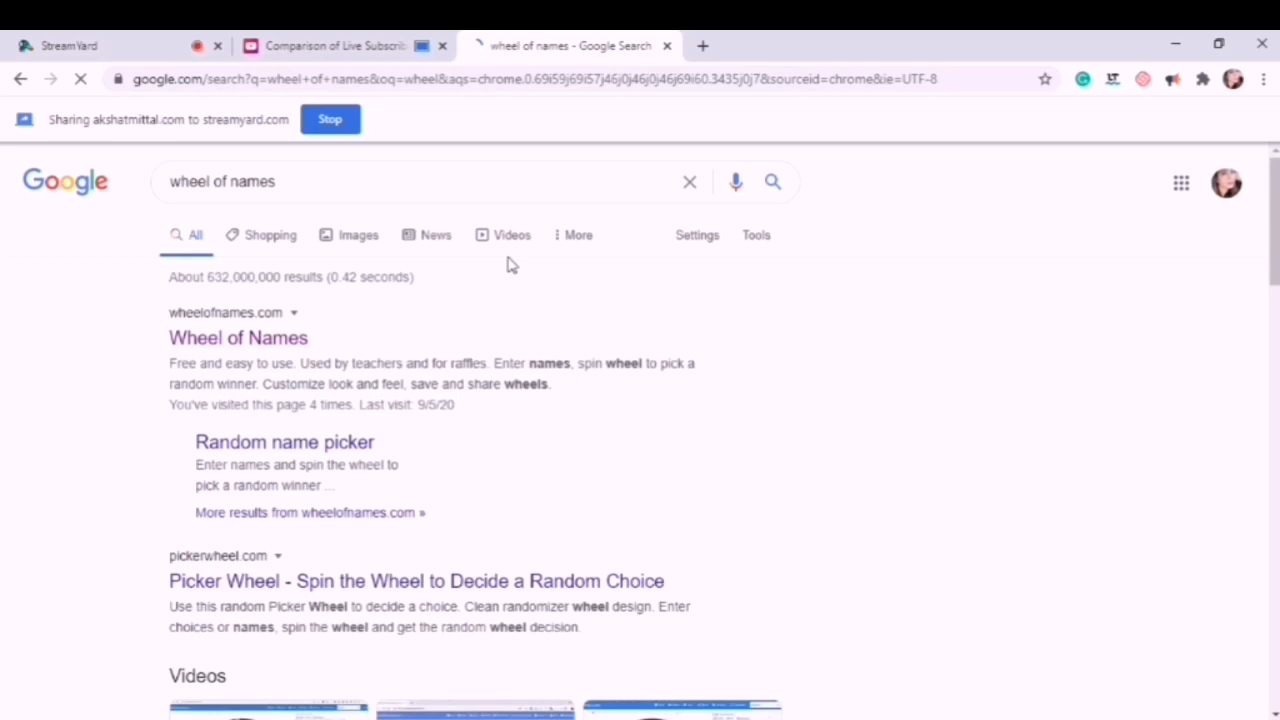 StreamYard
Comparison of Live Subscrib
wheel of names - Google Search
google.com/search?q=wheel+of+names&oq=wheel&aqs=chrome.0.69i59j69i57j46j0j46j0j46j69i60.3435j0j7&sourceid=chrome&ie=UTF-8
Sharing akshatmittal.com to streamyard.com
Stop
Google
wheel of names
All
Shopping
Images
News
Videos
More
Settings
Tools
About 632,000,000 results (0.42 seconds)
wheelofnames.com
Wheel of Names
Free and easy to use. Used by teachers and for raffles. Enter names, spin wheel to pick a
random winner. Customize look and feel, save and share wheels.
You've visited this page 4 times. Last visit: 9/5/20
Random name picker
Enter names and spin the wheel to
pick a random winner ...
More results from wheelofnames.com »
pickerwheel.com
Picker Wheel - Spin the Wheel to Decide a Random Choice
Use this random Picker Wheel to decide a choice. Clean randomizer wheel design. Enter
choices or names, spin the wheel and get the random wheel decision.
Videos